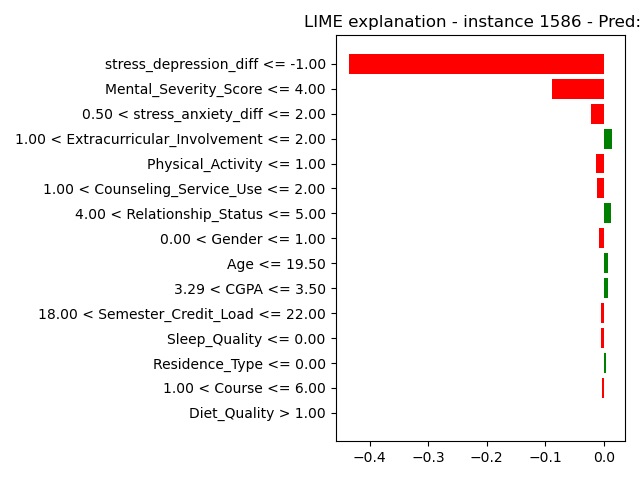 LIME explanation - instance 1586 - Pred:
stress_depression_diff <= -1.00
Mental_Severity_Score <= 4.00
0.50 < stress_anxiety_diff <= 2.00
1.00 < Extracurricular_Involvement <= 2.00
Physical_Activity <= 1.00
1.00 < Counseling_Service_Use <= 2.00
4.00 < Relationship_Status <= 5.00
0.00 < Gender <= 1.00
Age <= 19.50
3.29 < CGPA <= 3.50
18.00 < Semester_Credit_Load <= 22.00
Sleep_Quality <= 0.00
Residence_Type <= 0.00
1.00 < Course <= 6.00
Diet_Quality > 1.00
−0.4 −0.3 −0.2 −0.1 0.0